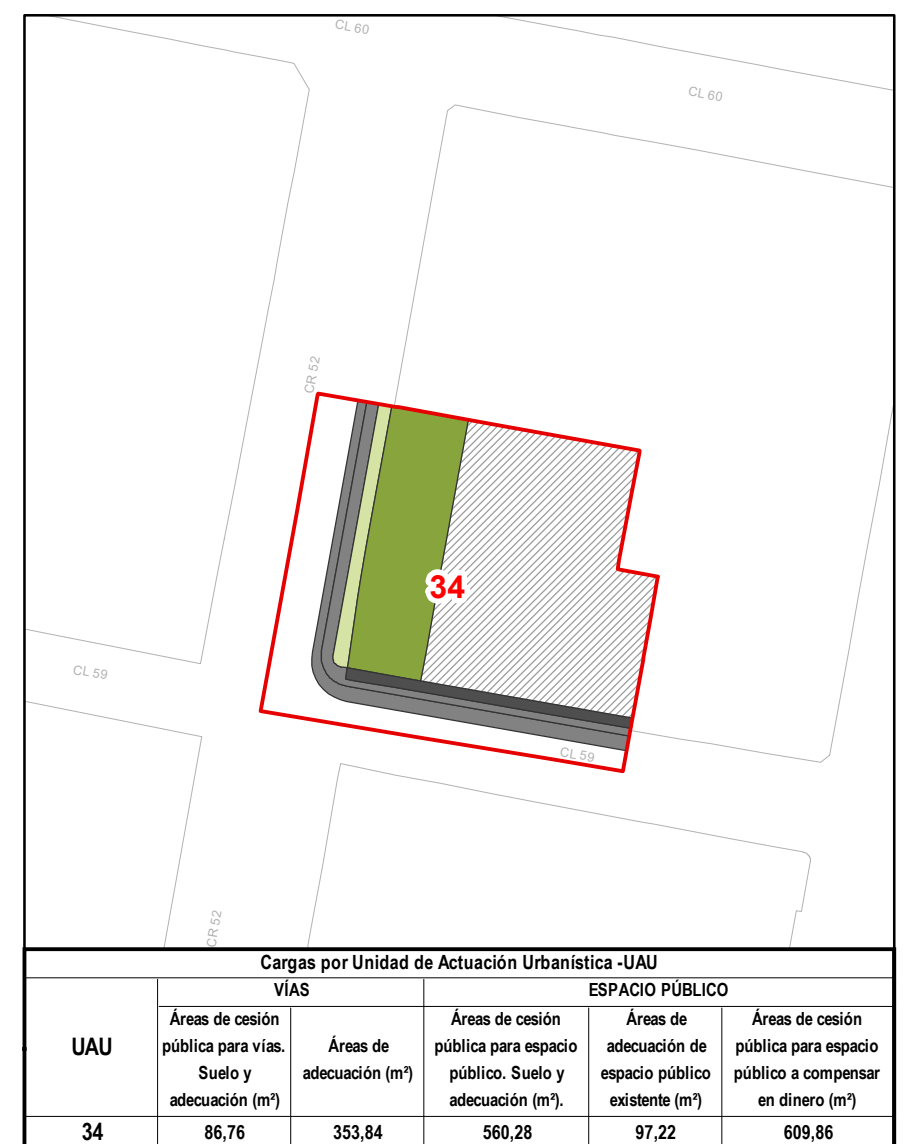 CL 60
CL 60
CR 52
34
CL 59
CL 59
CR 52
Cargas por Unidad de Actuación Urbanística -UAU
VÍAS ESPACIO PÚBLICO
UAU
Áreas de cesión
pública para vías.
Suelo y
adecuación (m²)
Áreas de
adecuación (m²)
Áreas de cesión
pública para espacio
público. Suelo y
adecuación (m²).
Áreas de
adecuación de
espacio público
existente (m²)
Áreas de cesión
pública para espacio
público a compensar
en dinero (m²)
34 86,76 353,84 560,28 97,22 609,86